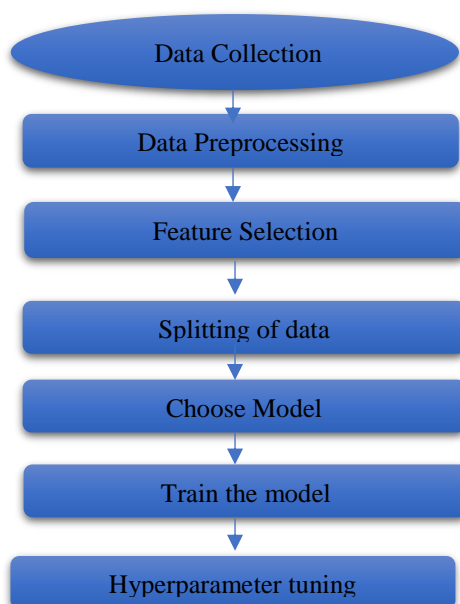 Data Collection
Data Preprocessing
Feature Selection
Splitting of data
Choose Model
Train the model
Hyperparameter tuning